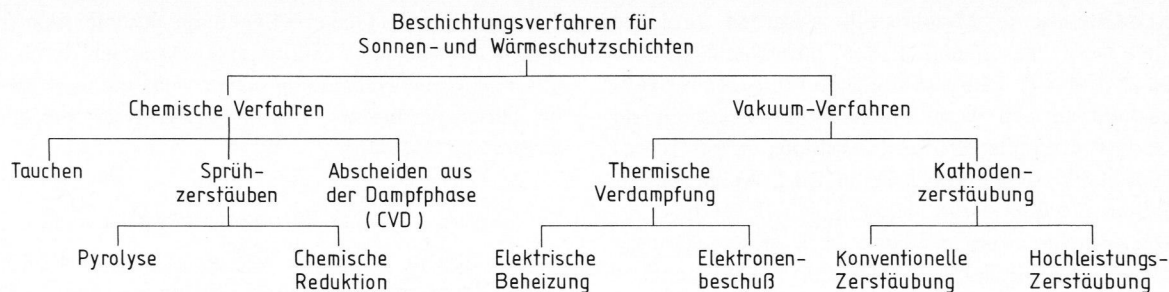 Beschichtungsverfahren für
Sonnen- und Wärmeschutzschichten
Chemische Verfahren
Vakuum-Verfahren
Tauchen
Sprüh-
zerstäuben
Abscheiden aus
der Dampfphase
(CVD)
Thermische
Verdampfung
Kathoden-
zerstäubung
Pyrolyse
Chemische
Reduktion
Elektrische
Beheizung
Elektronen-
beschuß
Konventionelle
Zerstäubung
Hochleistungs-
Zerstäubung